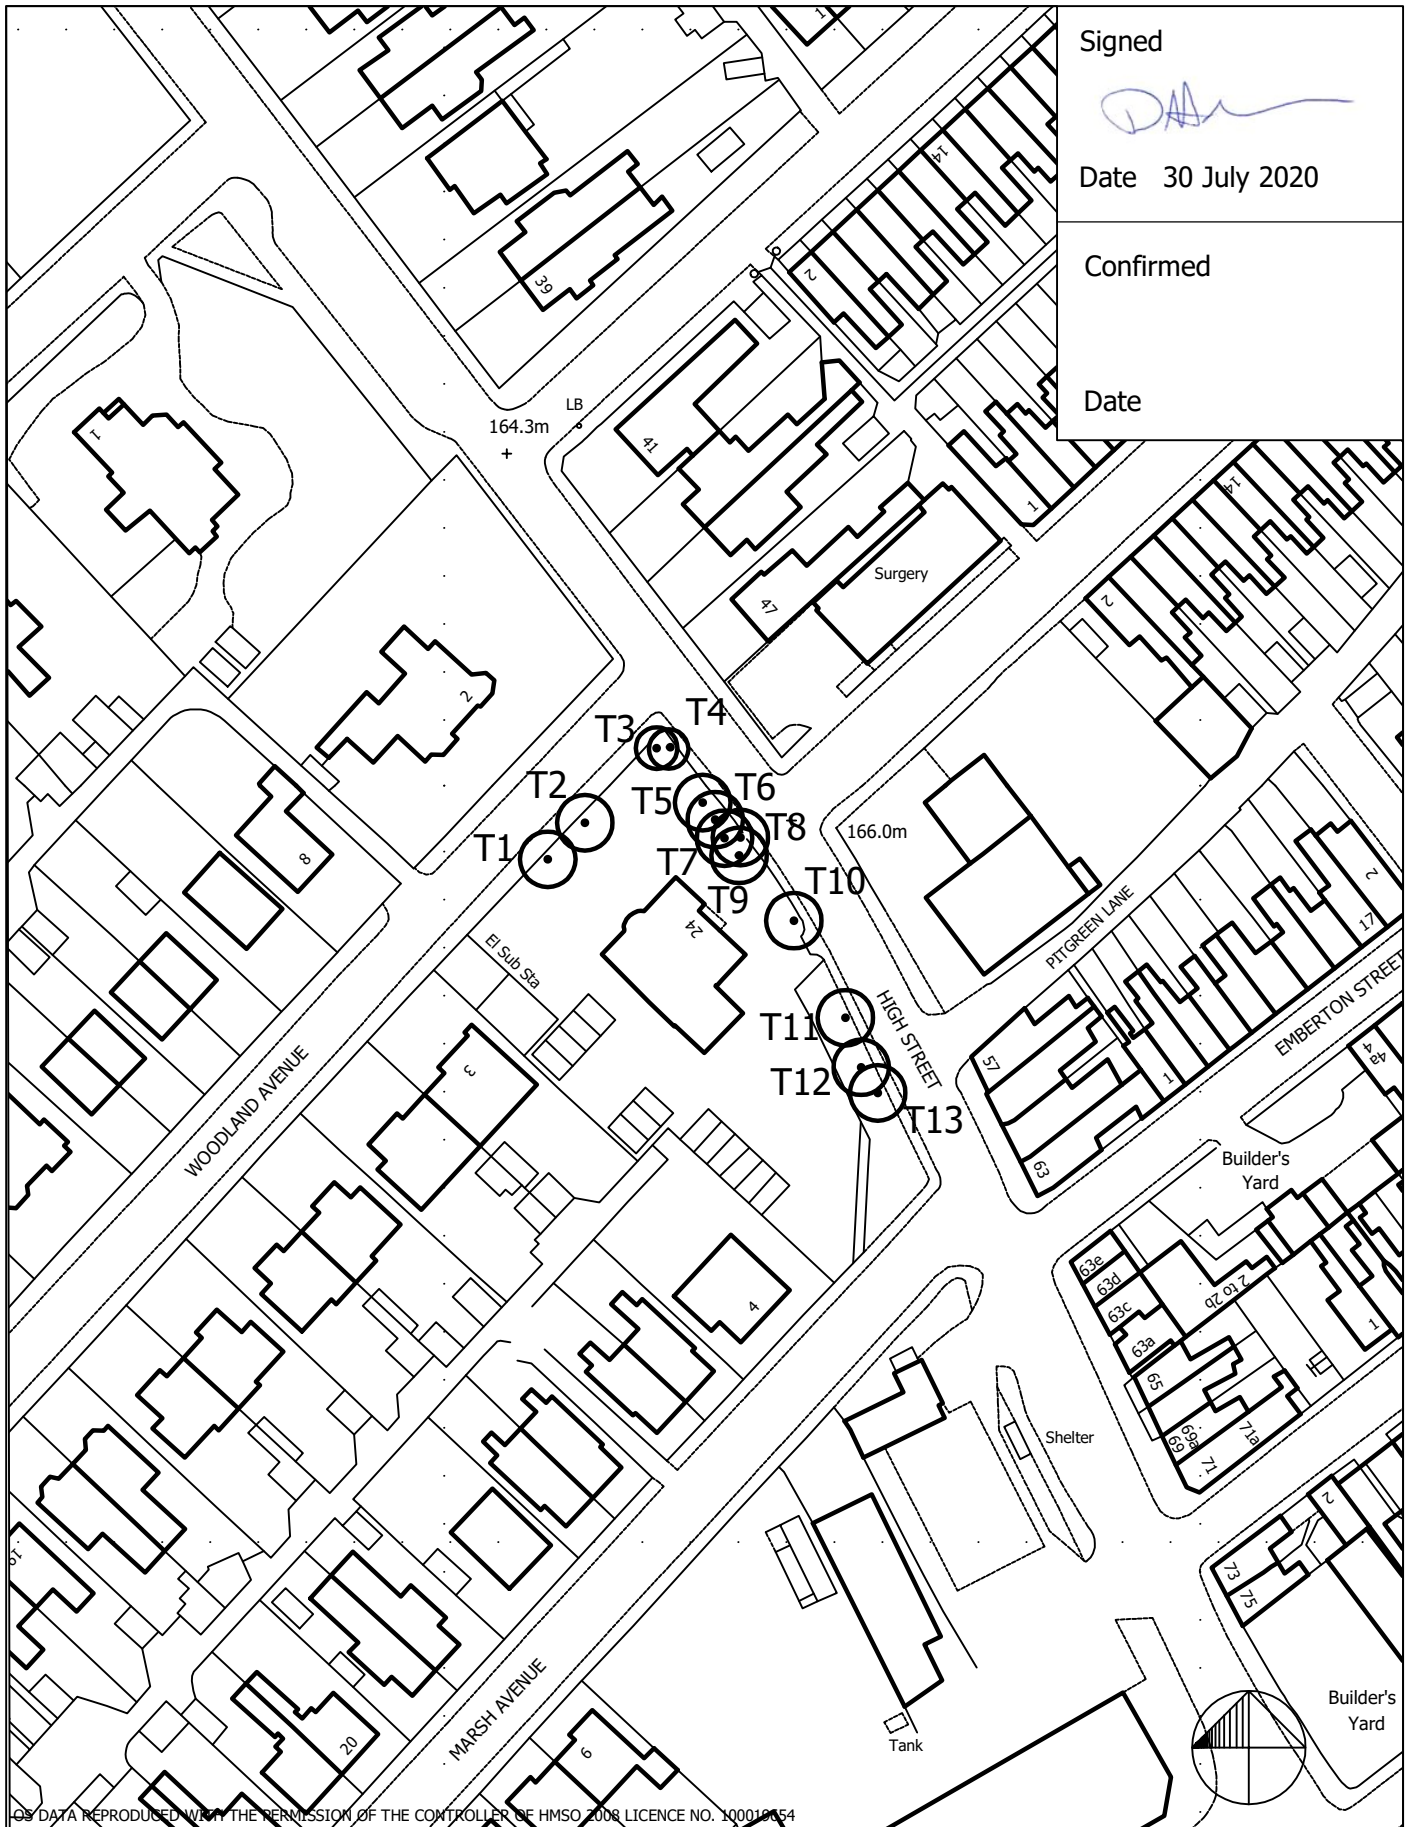 Signed
Date 30 July 2020
Confirmed
Date
1
14
2
39
LB
164.3m
41
1
1
14
Surgery
47
2
2
T4
T3
T2
T5
T6
T1
T8
166.0m
T7
8
T10
T9
24
2
17
PITGREEN LANE
El Sub Sta
EMBERTON STREET
HIGH STREET
T11
57
4a
4
WOODLAND AVENUE
3
T12
1
T13
63
Builder's
Yard
63e
63d
2 to 2b
63c
4
63a
1
65
Shelter
69a
71a
69
71
2
19
73
75
MARSH AVENUE
20
9
Tank
Builder's
Yard
OS DATA REPRODUCED WITH THE PERMISSION OF THE CONTROLLER OF HMSO 2008 LICENCE NO. 100019654